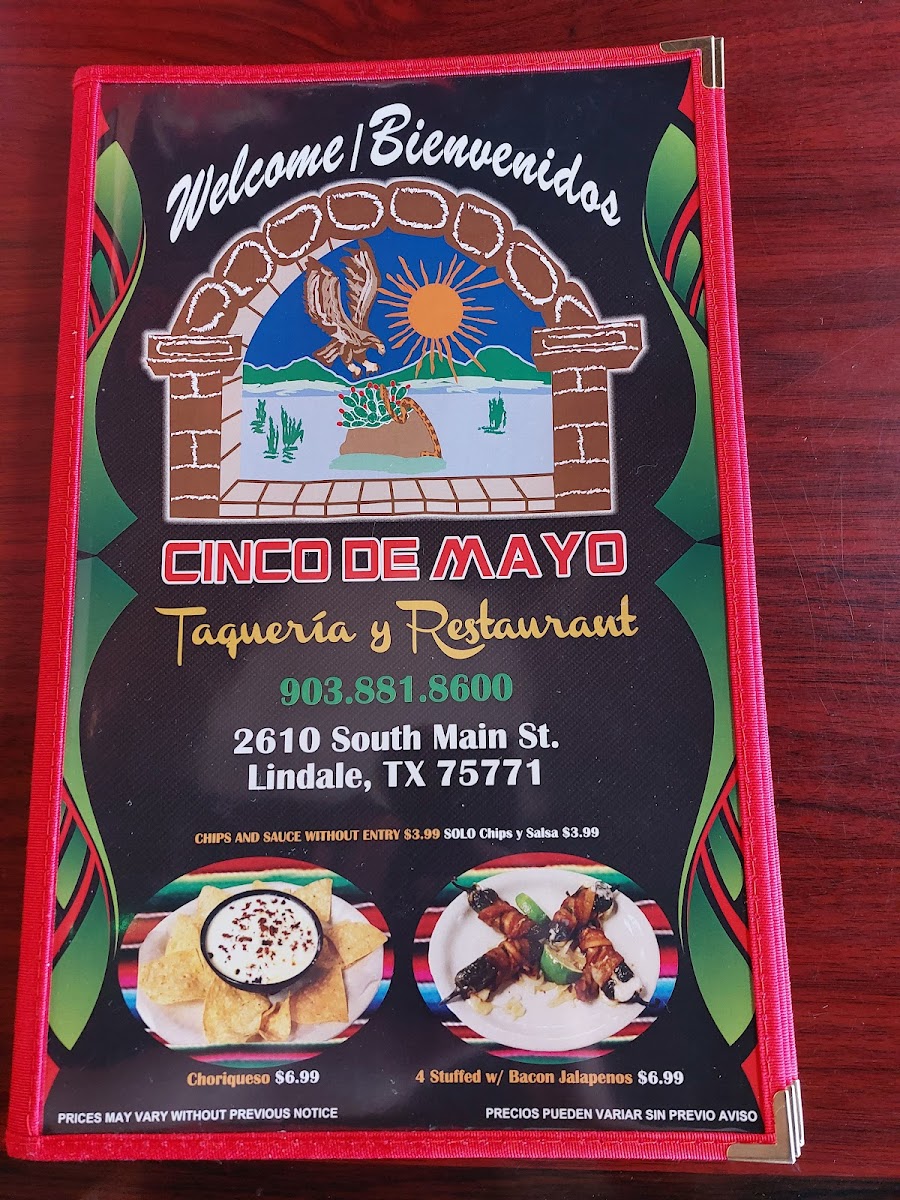 Welcome/Bienvenidos
CINCO DE MAYO
Taquería y Restaurant
903.881.8600
2610 South Main St.
Lindale, TX 75771
CHIPS AND SAUCE WITHOUT ENTRY $3.99 SOLO Chips y Salsa $3.99
Choriqueso $6.99
4 Stuffed w/ Bacon Jalapenos $6.99
PRICES MAY VARY WITHOUT PREVIOUS NOTICE
PRECIOS PUEDEN VARIAR SIN PREVIO AVISO